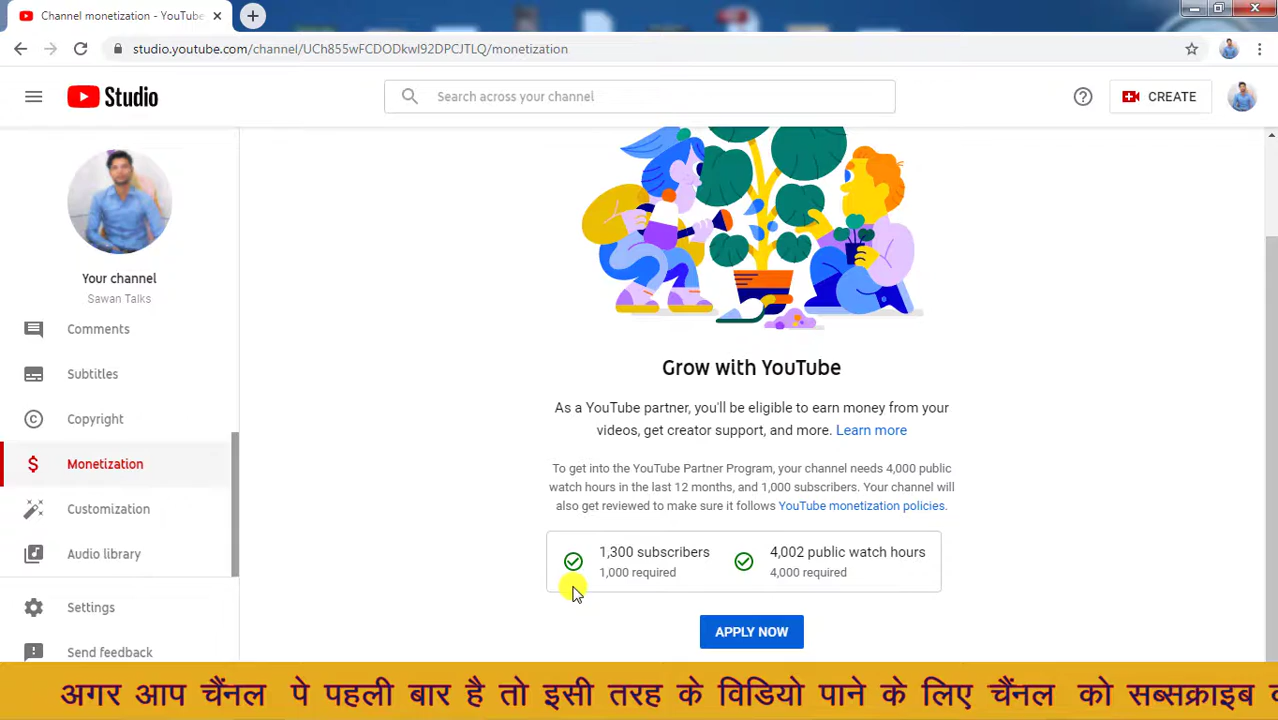 Channel monetization - YouTube
studio.youtube.com/channel/UCh855wFCDODkwl92DPCJTLQ/monetization
Studio
Search across your channel
CREATE
Your channel
Sawan Talks
Comments
Subtitles
Copyright
Monetization
Customization
Audio library
Settings
Send feedback
Grow with YouTube
As a YouTube partner, you'll be eligible to earn money from your
videos, get creator support, and more. Learn more
To get into the YouTube Partner Program, your channel needs 4,000 public
watch hours in the last 12 months, and 1,000 subscribers. Your channel will
also get reviewed to make sure it follows YouTube monetization policies.
1,300 subscribers
1,000 required
4,002 public watch hours
4,000 required
APPLY NOW
अगर आप चैंनल पे पहली बार है तो इसी तरह के विडियो पाने के लिए चैंनल को सब्सक्राइब